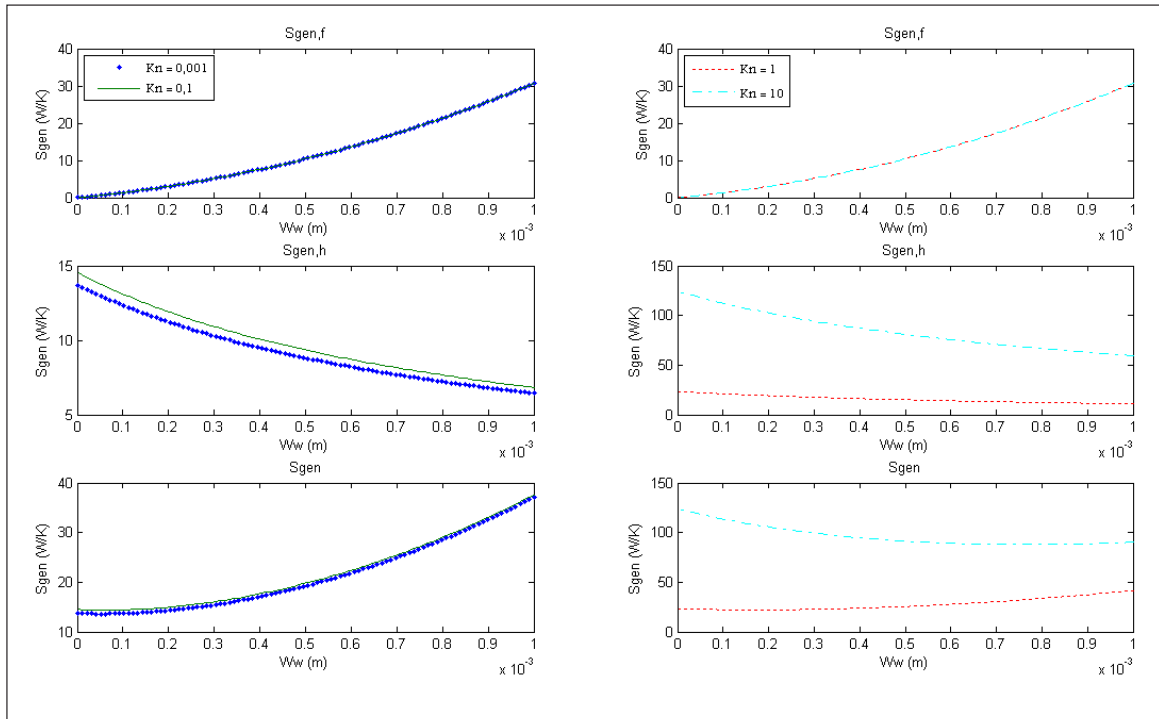 Sgen,f
Sgen (W/K)
40
30
20
10
0
Kn = 0,001
Kn = 0,1
0 0.1 0.2 0.3 0.4 0.5 0.6 0.7 0.8 0.9 1
Ww (m)
x 10^-3
Sgen,f
Sgen (W/K)
40
30
20
10
0
Kn = 1
Kn = 10
0 0.1 0.2 0.3 0.4 0.5 0.6 0.7 0.8 0.9 1
Ww (m)
x 10^-3
Sgen,h
Sgen (W/K)
15
10
5
0 0.1 0.2 0.3 0.4 0.5 0.6 0.7 0.8 0.9 1
Ww (m)
x 10^-3
Sgen,h
Sgen (W/K)
150
100
50
0
0 0.1 0.2 0.3 0.4 0.5 0.6 0.7 0.8 0.9 1
Ww (m)
x 10^-3
Sgen
Sgen (W/K)
40
30
20
10
0 0.1 0.2 0.3 0.4 0.5 0.6 0.7 0.8 0.9 1
Ww (m)
x 10^-3
Sgen
Sgen (W/K)
150
100
50
0
0 0.1 0.2 0.3 0.4 0.5 0.6 0.7 0.8 0.9 1
Ww (m)
x 10^-3